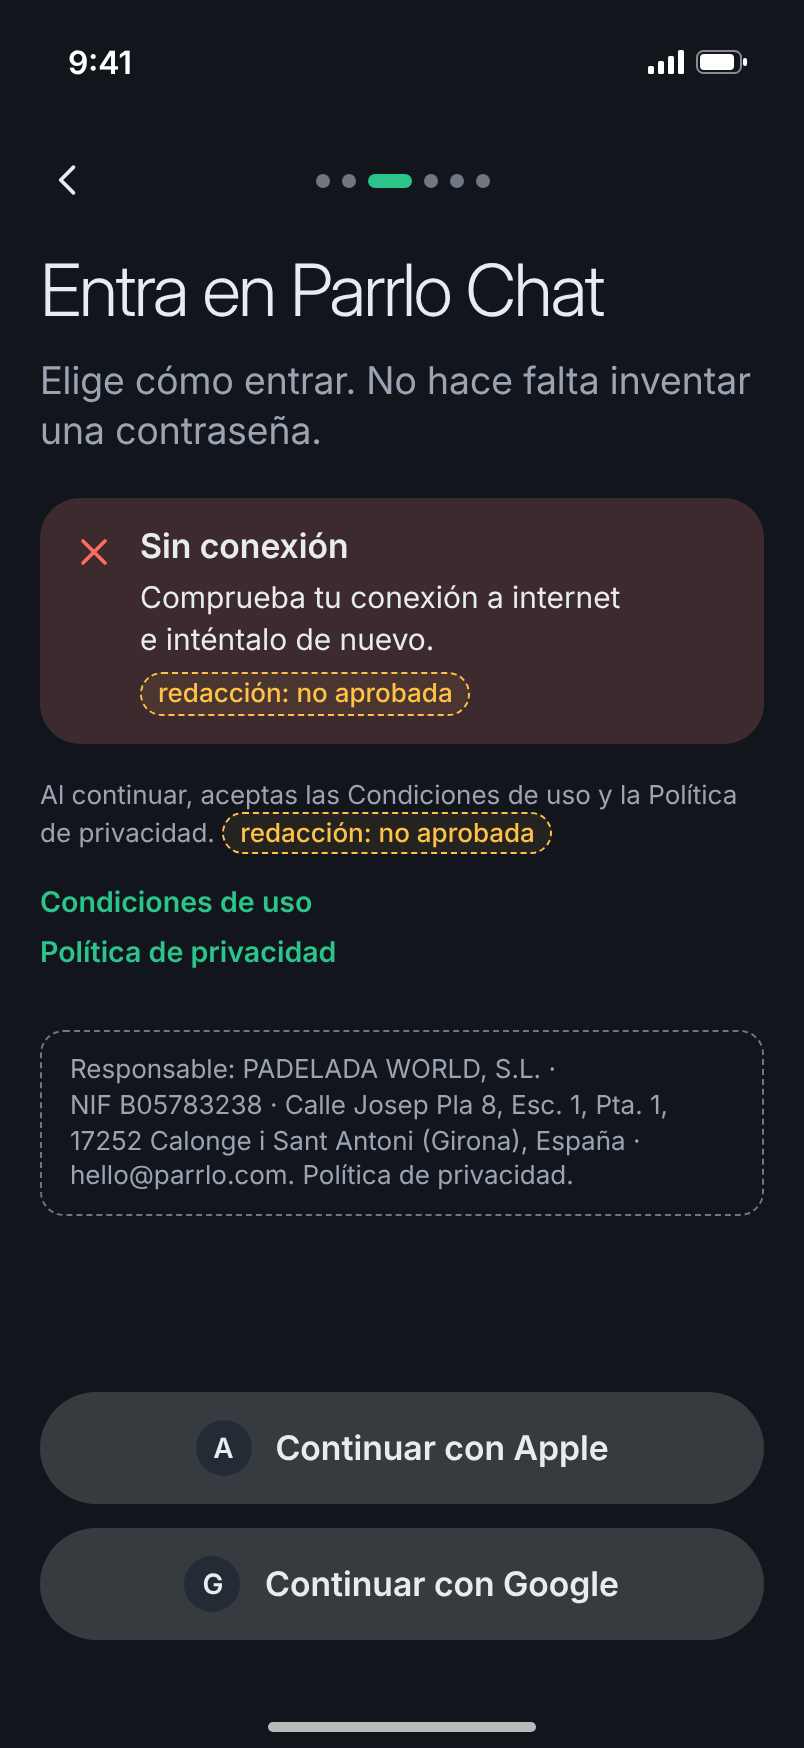 9:41
Entra en Parrlo Chat
Elige cómo entrar. No hace falta inventar
una contraseña.
Sin conexión
Comprueba tu conexión a internet
e inténtalo de nuevo.
redacción: no aprobada
Al continuar, aceptas las Condiciones de uso y la Política
de privacidad. redacción: no aprobada
Condiciones de uso
Política de privacidad
Responsable: PADELADA WORLD, S.L. ·
NIF B05783238 · Calle Josep Pla 8, Esc. 1, Pta. 1,
17252 Calonge i Sant Antoni (Girona), España ·
hello@parrlo.com. Política de privacidad.
A Continuar con Apple
G Continuar con Google